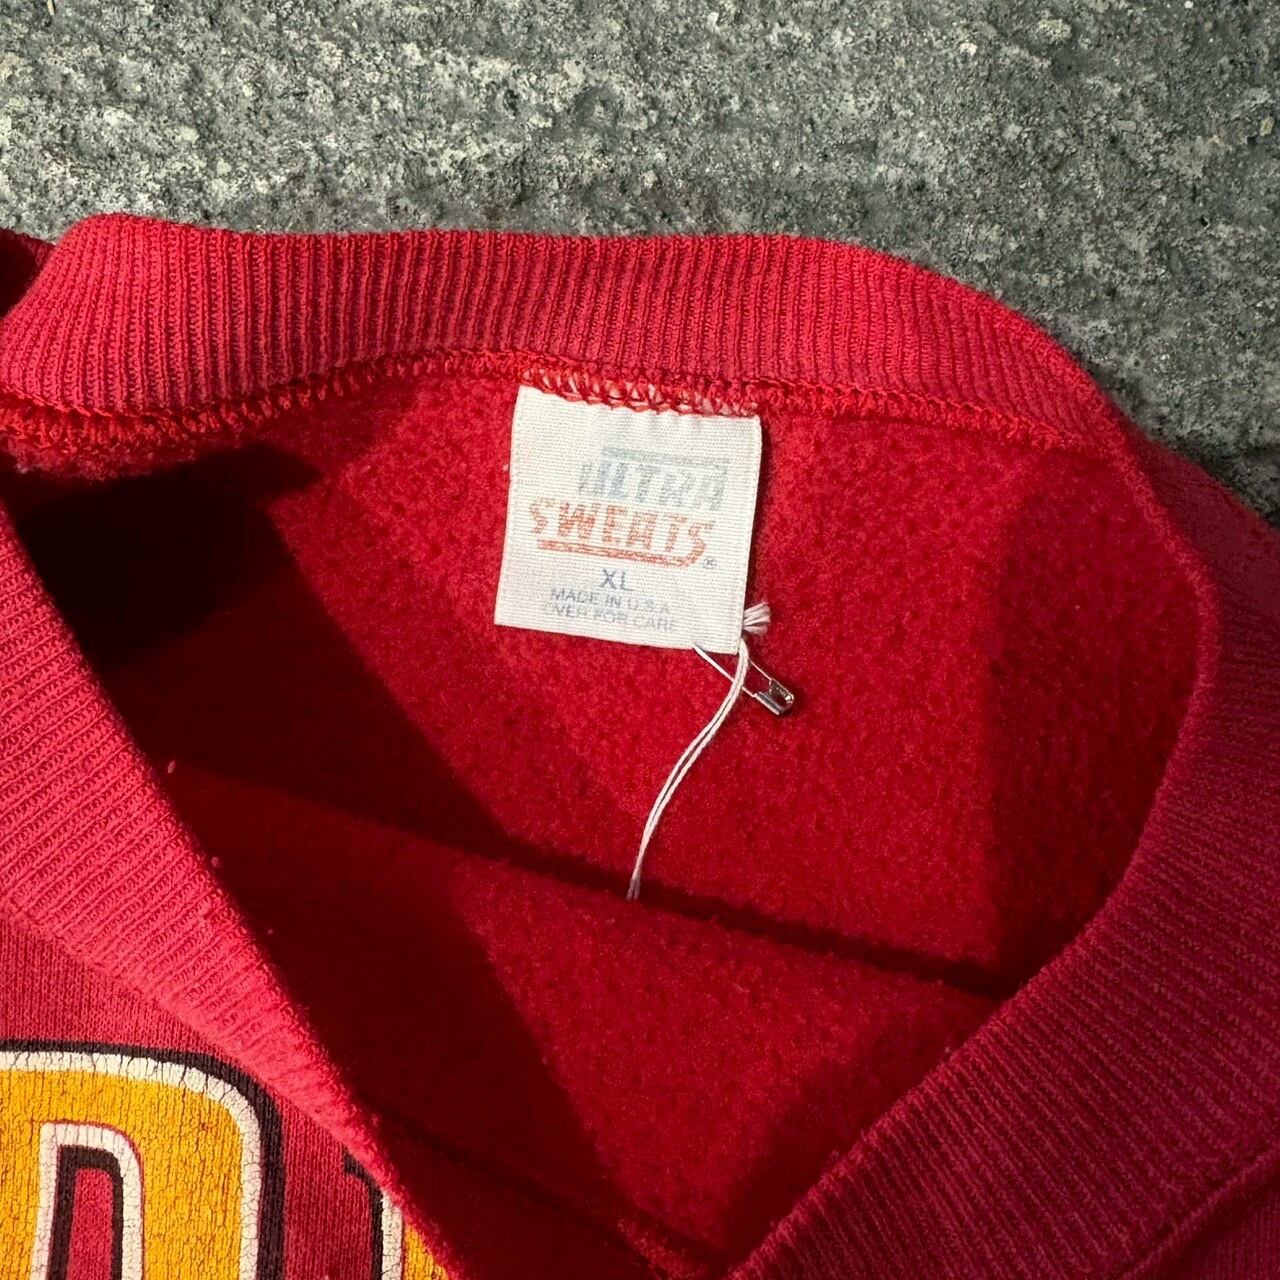 ULTRA
SWEATS
XL
MADE IN U.S.A
OVER FOR CARE